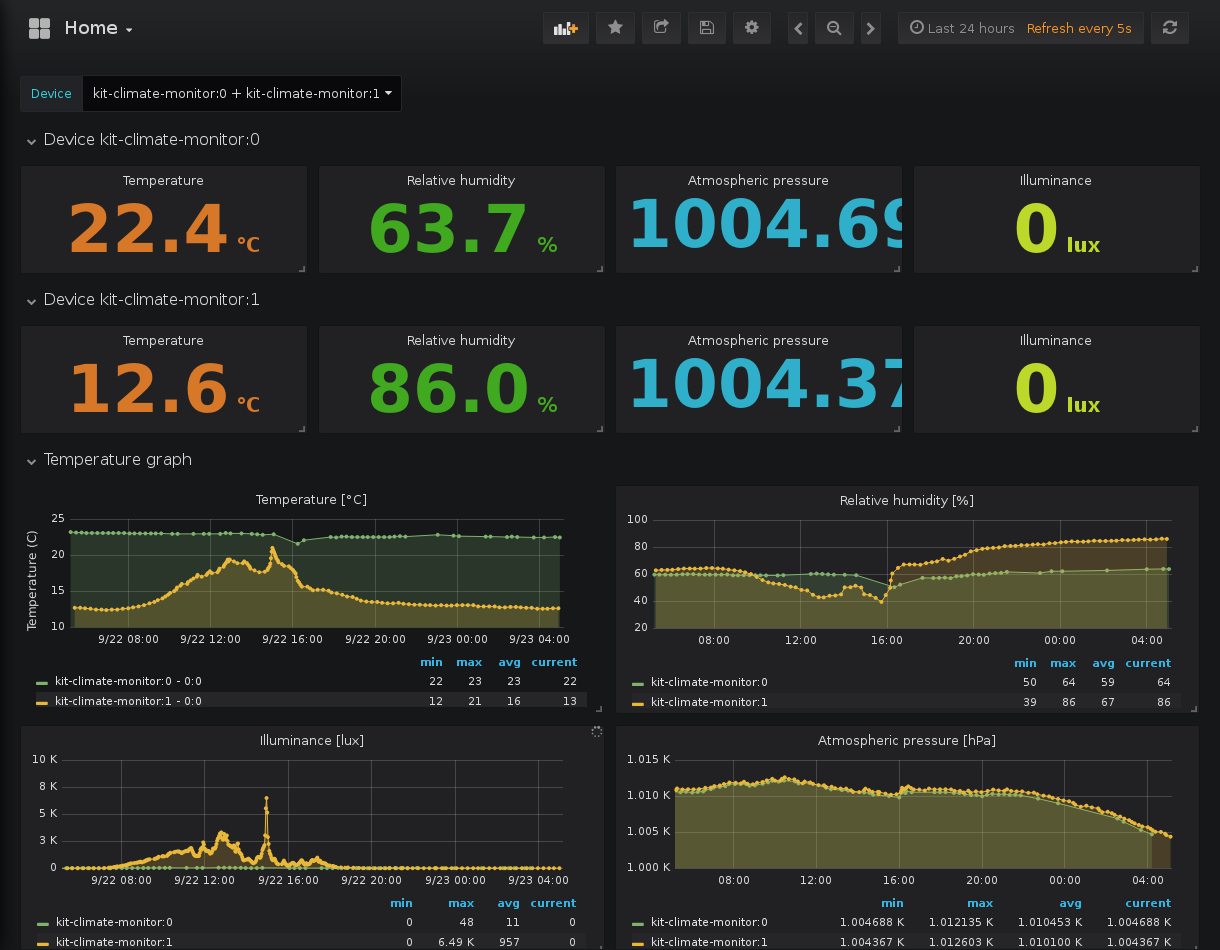 Home
Last 24 hours Refresh every 5s
Device kit-climate-monitor:0 + kit-climate-monitor:1
Device kit-climate-monitor:0
Temperature Relative humidity Atmospheric pressure Illuminance
22.4 °C 63.7 % 1004.69 0 lux
Device kit-climate-monitor:1
Temperature Relative humidity Atmospheric pressure Illuminance
12.6 °C 86.0 % 1004.37 0 lux
Temperature graph
Temperature [°C]
Temperature (C)
25
20
15
10
9/22 08:00 9/22 12:00 9/22 16:00 9/22 20:00 9/23 00:00 9/23 04:00
min max avg current
kit-climate-monitor:0 - 0:0 22 23 23 22
kit-climate-monitor:1 - 0:0 12 21 16 13
Relative humidity [%]
100
80
60
40
20
08:00 12:00 16:00 20:00 00:00 04:00
min max avg current
kit-climate-monitor:0 50 64 59 64
kit-climate-monitor:1 39 86 67 86
Illuminance [lux]
10 K
8 K
5 K
3 K
0
9/22 08:00 9/22 12:00 9/22 16:00 9/22 20:00 9/23 00:00 9/23 04:00
min max avg current
kit-climate-monitor:0 0 48 11 0
kit-climate-monitor:1 0 6.49 K 957 0
Atmospheric pressure [hPa]
1.015 K
1.010 K
1.005 K
1.000 K
08:00 12:00 16:00 20:00 00:00 04:00
min max avg current
kit-climate-monitor:0 1.004688 K 1.012135 K 1.010453 K 1.004688 K
kit-climate-monitor:1 1.004367 K 1.012603 K 1.010100 K 1.004367 K